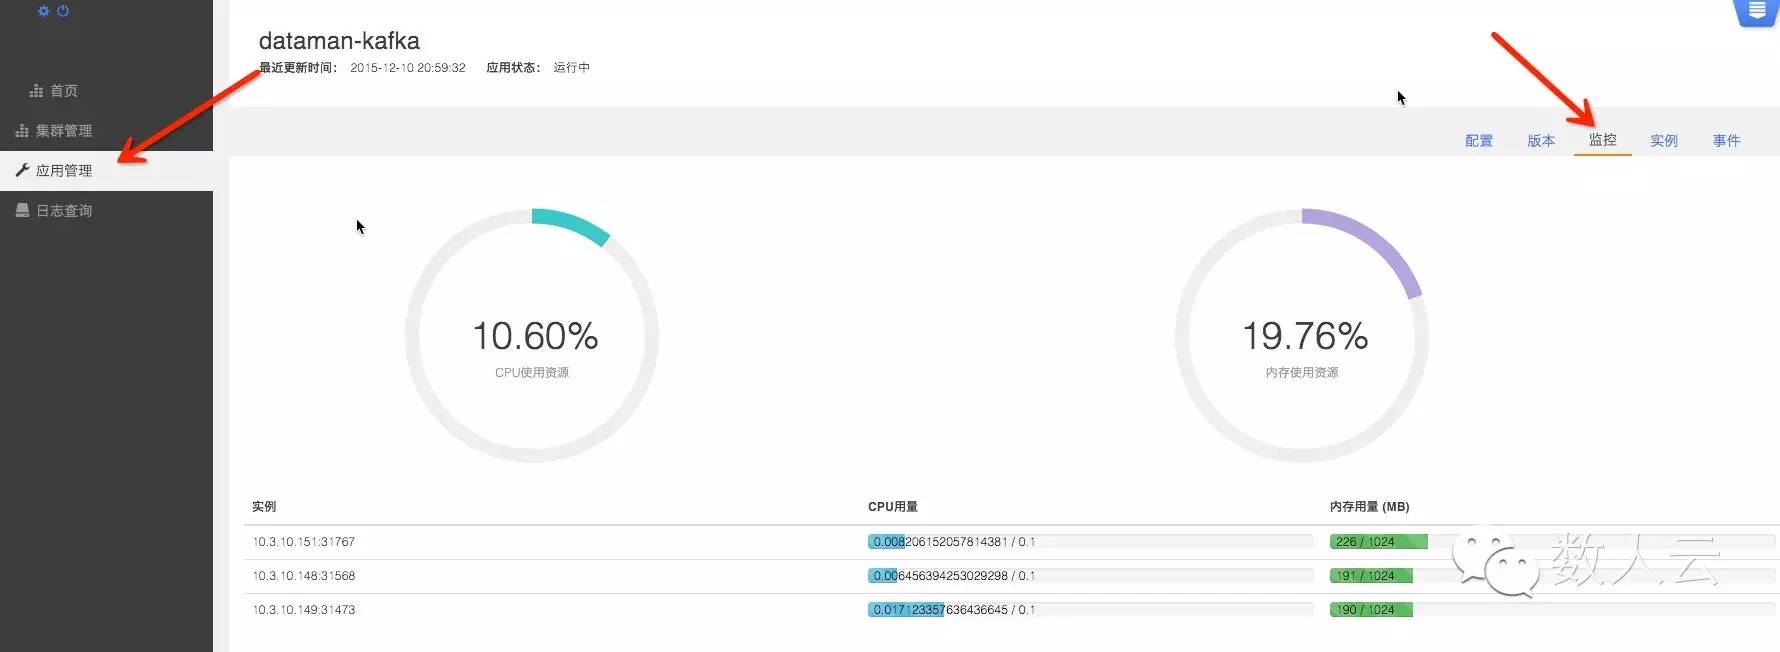 dataman-kafka
最近更新时间： 2015-12-10 20:59:32 应用状态： 运行中
首页
集群管理
应用管理
日志查询
配置 版本 监控 实例 事件
10.60%
CPU使用资源
19.76%
内存使用资源
实例 CPU用量 内存用量 (MB)
10.3.10.151:31767 0.008206152057814381 / 0.1 226 / 1024
10.3.10.148:31568 0.006456394253029298 / 0.1 191 / 1024
10.3.10.149:31473 0.017123357636436645 / 0.1 190 / 1024
数人云